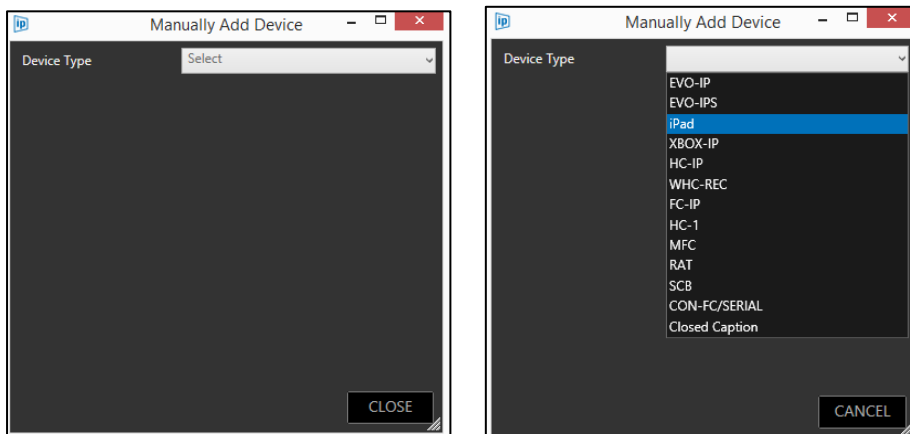 ip Manually Add Device
Device Type Select
CLOSE
ip Manually Add Device
Device Type
EVO-IP
EVO-IPS
iPad
XBOX-IP
HC-IP
WHC-REC
FC-IP
HC-1
MFC
RAT
SCB
CON-FC/SERIAL
Closed Caption
CANCEL